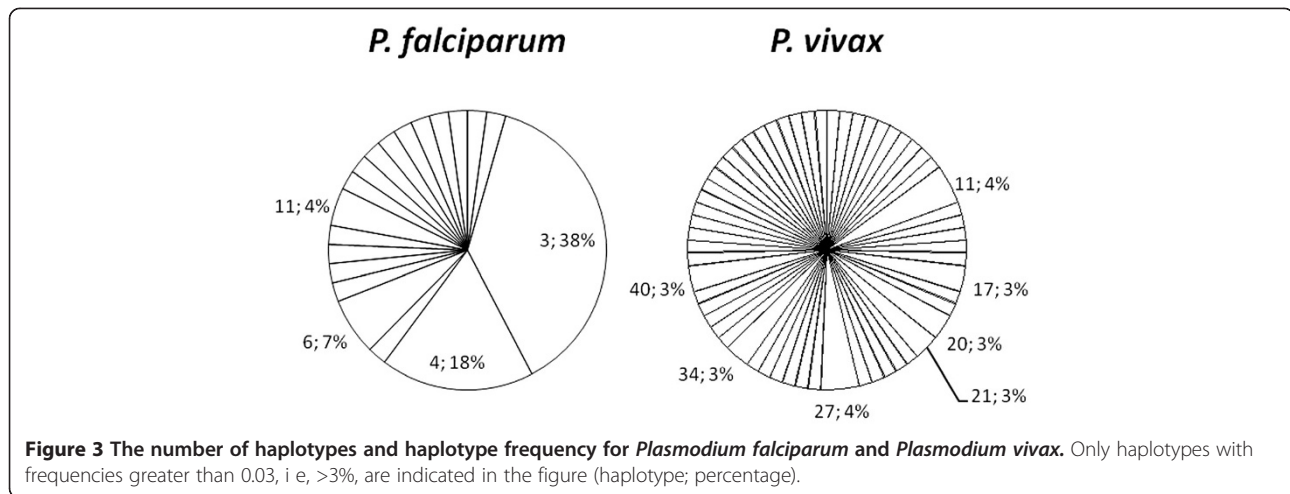 P. falciparum
P. vivax
3; 38%
4; 18%
6; 7%
11; 4%
11; 4%
17; 3%
20; 3%
21; 3%
27; 4%
34; 3%
40; 3%
Figure 3 The number of haplotypes and haplotype frequency for Plasmodium falciparum and Plasmodium vivax. Only haplotypes with
frequencies greater than 0.03, i e, >3%, are indicated in the figure (haplotype; percentage).